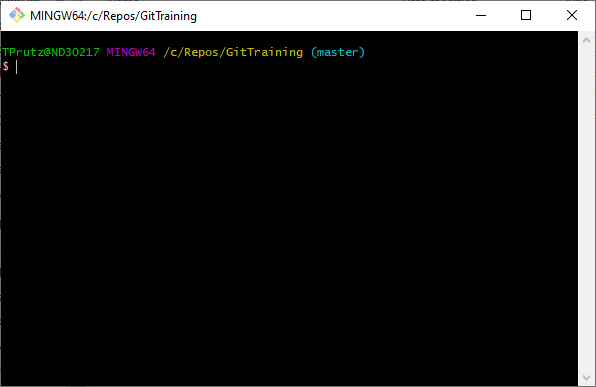 MINGW64:/c/Repos/GitTraining
TPrutz@ND30217 MINGW64 /c/Repos/GitTraining (master)
$